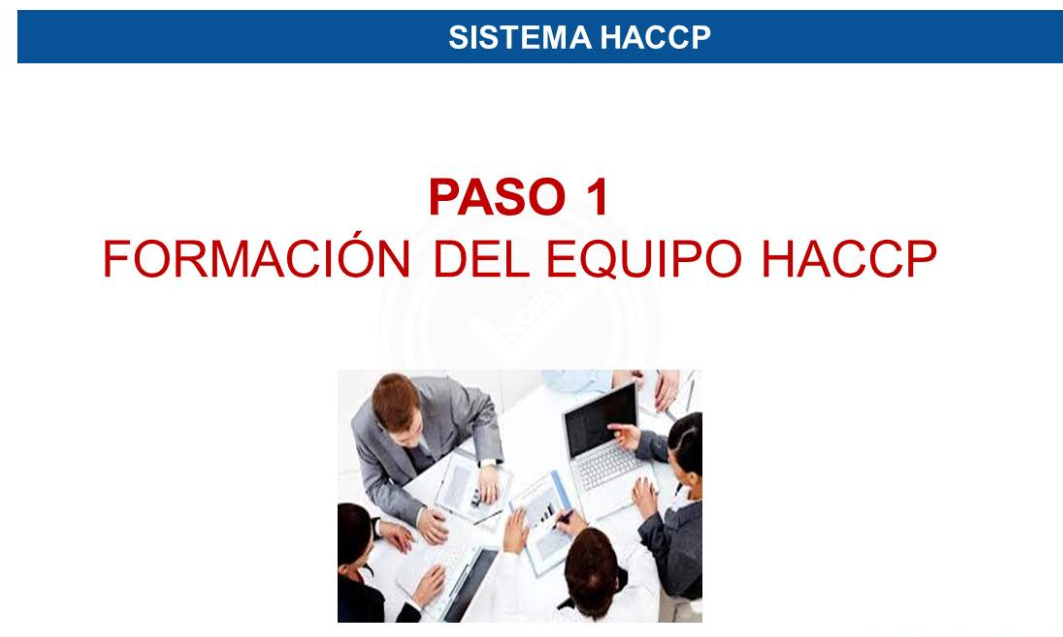 SISTEMA HACCP
PASO 1
FORMACIÓN DEL EQUIPO HACCP